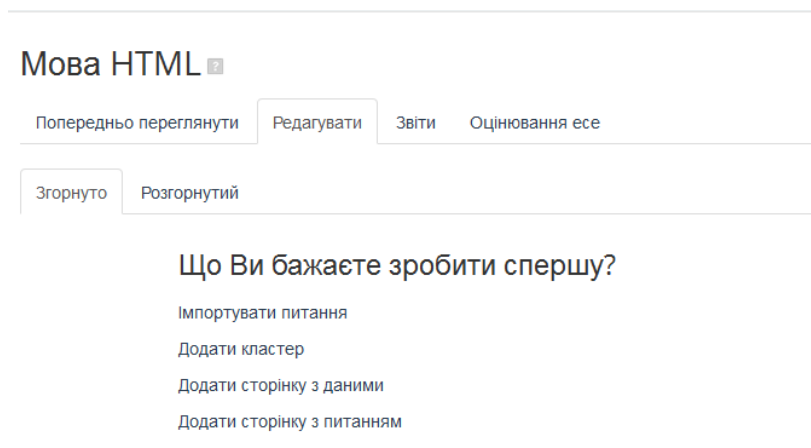 Мова HTML ?
Попередньо переглянути Редагувати Звіти Оцінювання есе
Згорнуто Розгорнутий
Що Ви бажаєте зробити спершу?
Імпортувати питання
Додати кластер
Додати сторінку з даними
Додати сторінку з питанням